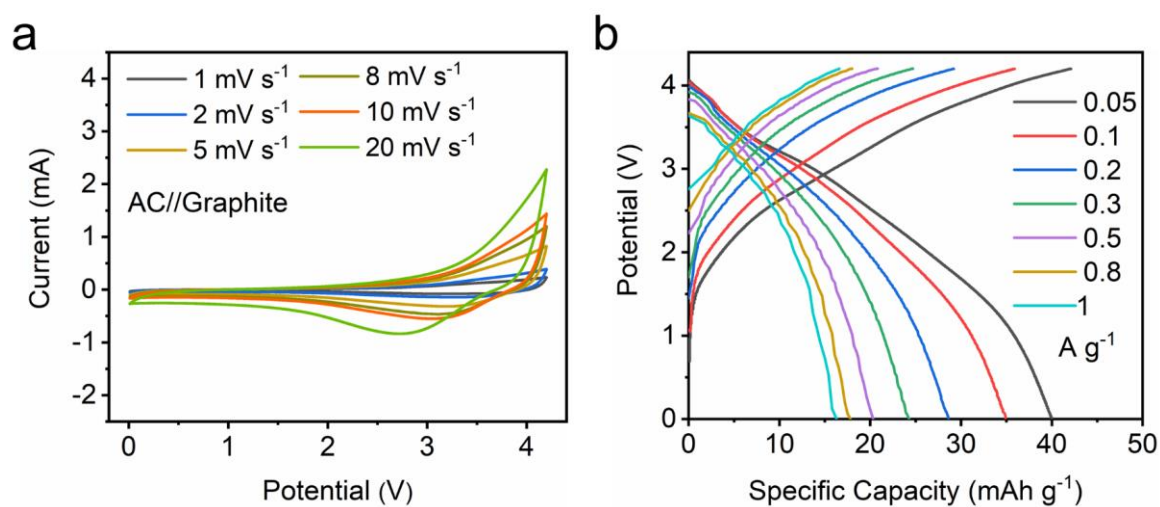 a
4
3
2
1
0
-1
-2
0
1
2
3
4
Current (mA)
Potential (V)
1 mV s⁻¹
2 mV s⁻¹
5 mV s⁻¹
8 mV s⁻¹
10 mV s⁻¹
20 mV s⁻¹
AC//Graphite
b
4
3
2
1
0
0
10
20
30
40
50
Potential (V)
Specific Capacity (mAh g⁻¹)
0.05
0.1
0.2
0.3
0.5
0.8
1
A g⁻¹